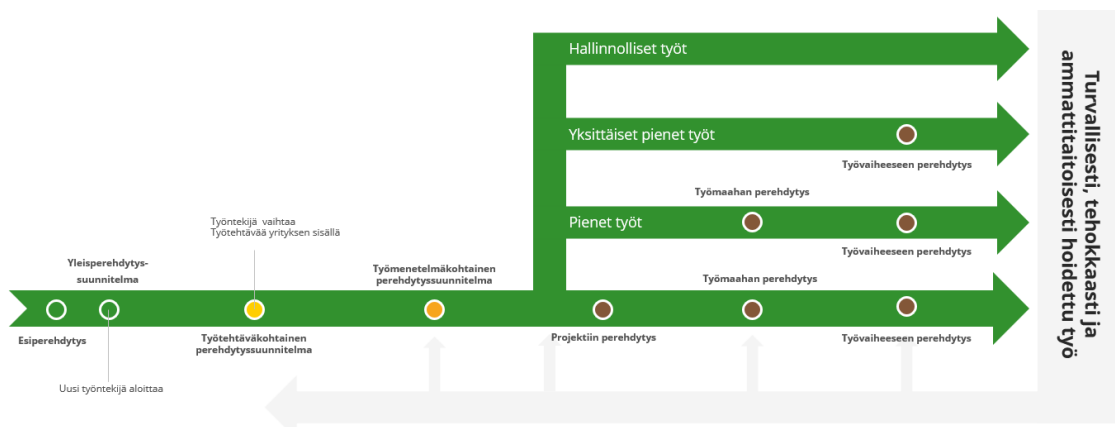 Hallinnolliset työt
Yksittäiset pienet työt
Työvaiheeseen perehdytys
Työmaahan perehdytys
Pienet työt
Työvaiheeseen perehdytys
Työntekijä vaihtaa
Työtehtävää yrityksen sisällä
Yleisperehdytys-
suunnitelma
Työmenetelmäkohtainen
perehdytyssuunnitelma
Työmaahan perehdytys
Esiperehdytys
Työtehtäväkohtainen
perehdytyssuunnitelma
Projektiin perehdytys
Työvaiheeseen perehdytys
Uusi työntekijä aloittaa
Turvallisesti, tehokkaasti ja
ammattitaitoisesti hoidettu työ